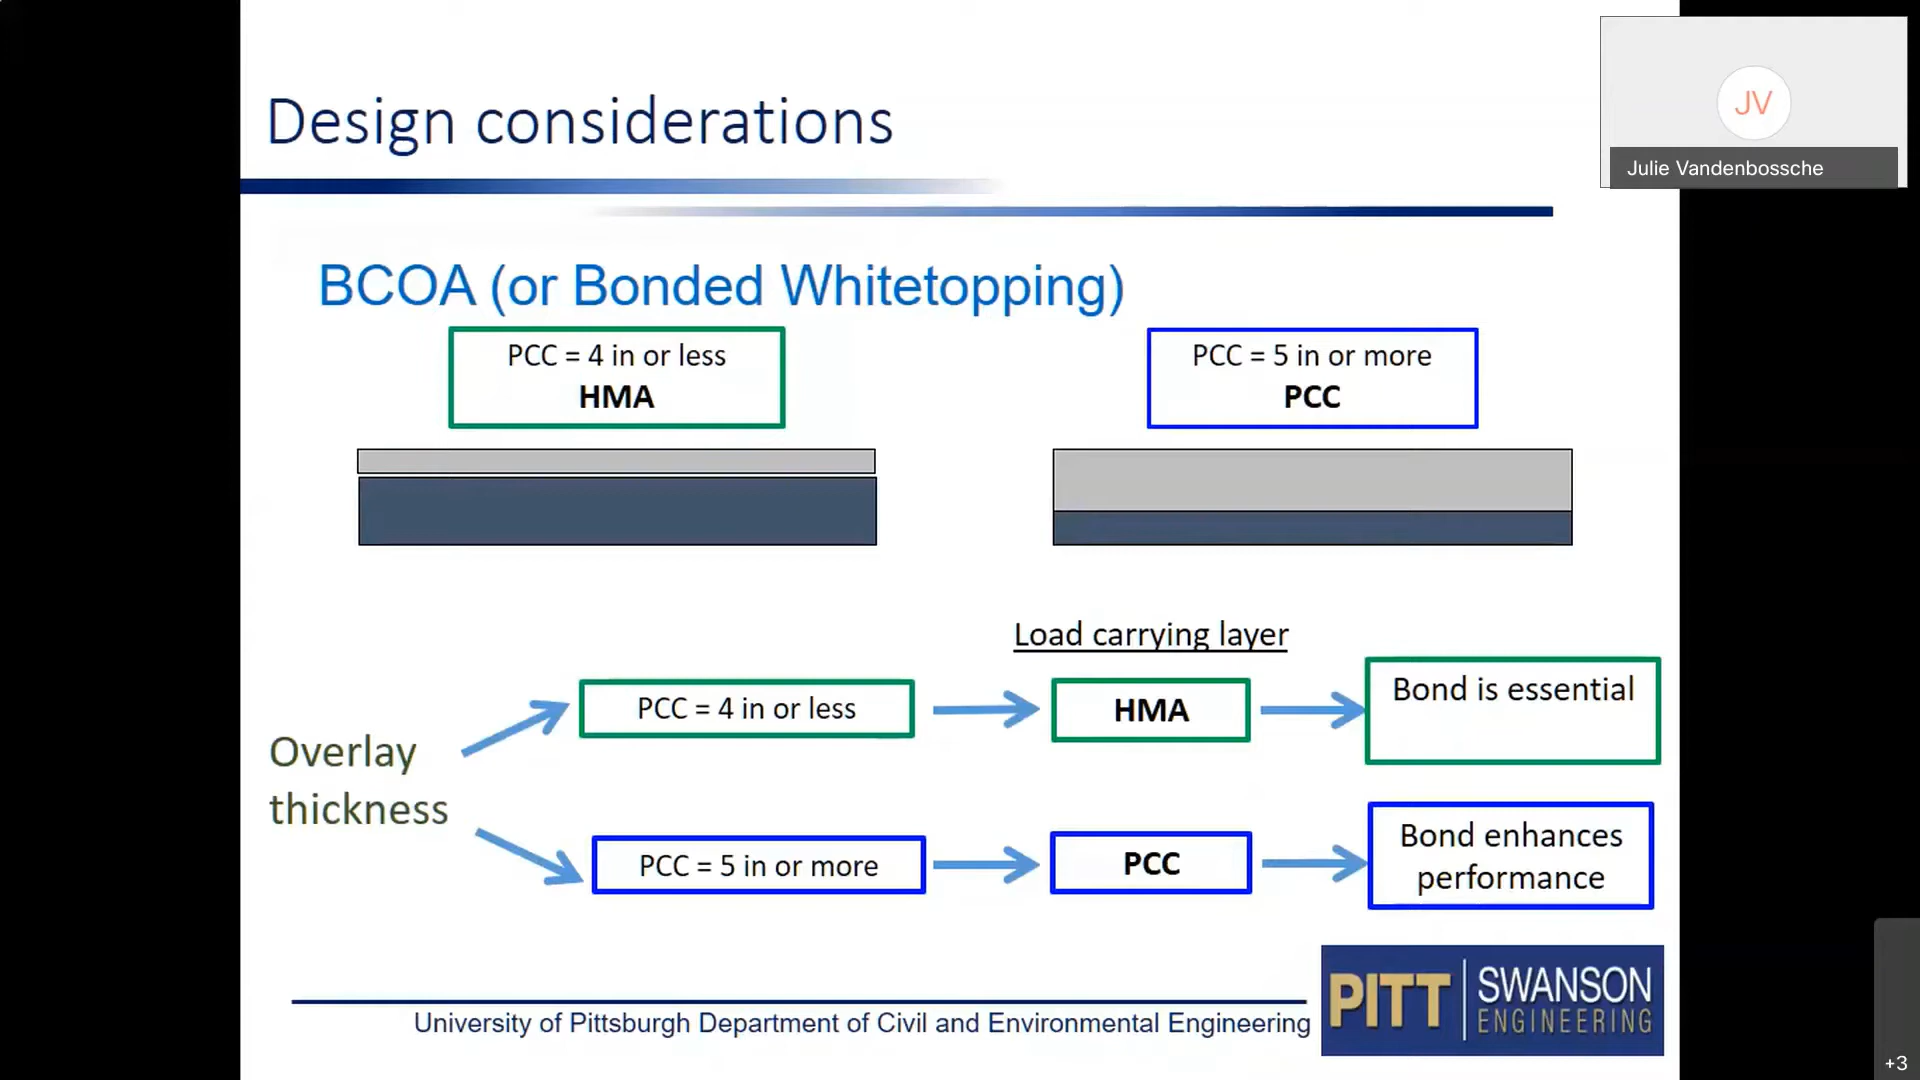 Design considerations
JV
Julie Vandenbossche
BCOA (or Bonded Whitetopping)
PCC = 4 in or less
HMA
PCC = 5 in or more
PCC
Load carrying layer
Overlay
thickness
PCC = 4 in or less
HMA
Bond is essential
PCC = 5 in or more
PCC
Bond enhances
performance
University of Pittsburgh Department of Civil and Environmental Engineering
PITT
SWANSON
ENGINEERING
+3